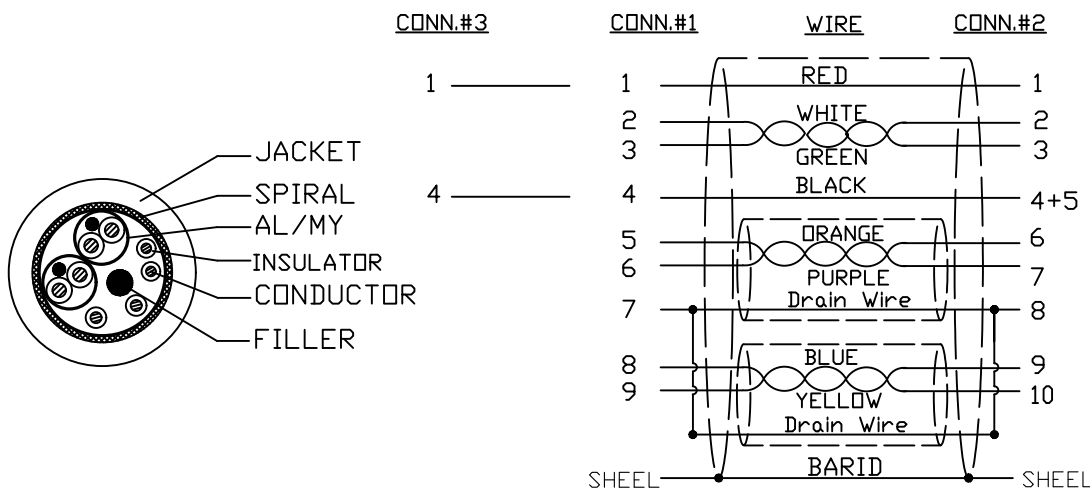 CONN.#3 CONN.#1 WIRE CONN.#2
1 1 RED 1
2 WHITE 2
3 GREEN 3
4 4 BLACK 4+5
5 ORANGE 6
6 PURPLE 7
7 Drain Wire 8
8 BLUE 9
9 YELLOW 10
Drain Wire
SHEEL BARID SHEEL
JACKET
SPIRAL
AL/MY
INSULATOR
CONDUCTOR
FILLER